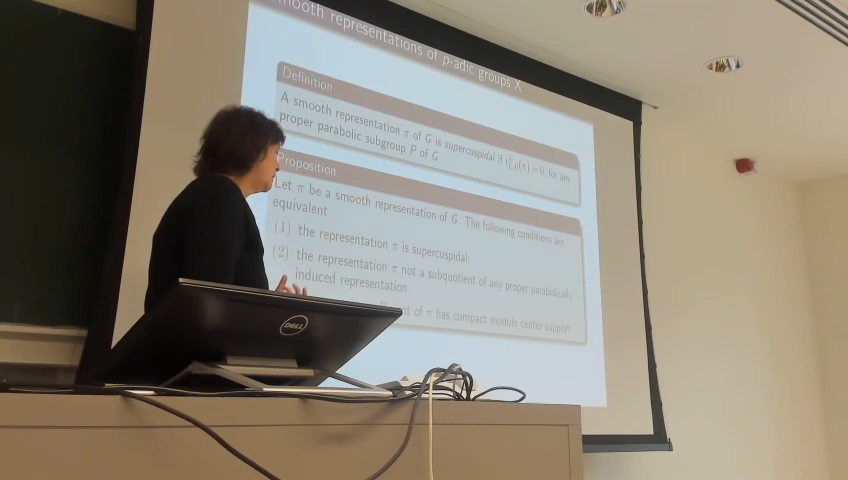 mooth representations of p-adic groups X
Definition
A smooth representation π of G is supercuspidal if r^G_{L,P}(π) = 0, for any
proper parabolic subgroup P of G
Proposition
Let π be a smooth representation of G. The following conditions are
equivalent
(1) the representation π is supercuspidal;
(2) the representation π not a subquotient of any proper parabolically
induced representation.
of π has compact modulo center support
DELL